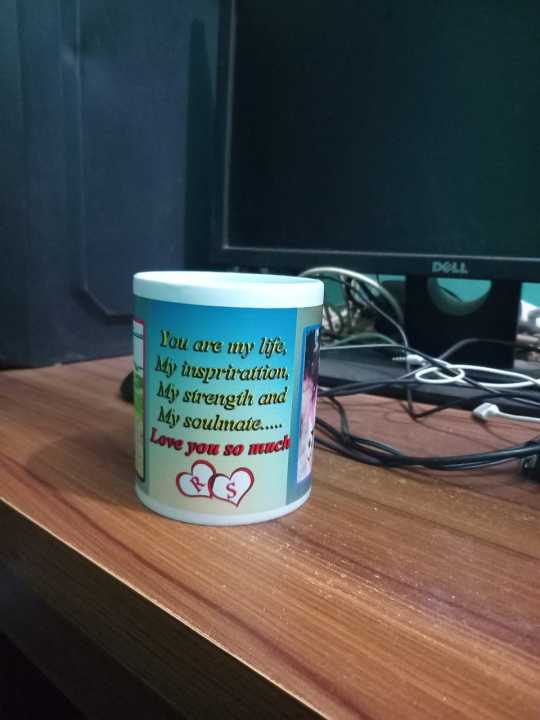 DELL
You are my life,
My insprirattion,
My strength and
My soulmate.....
Love you so much
R S